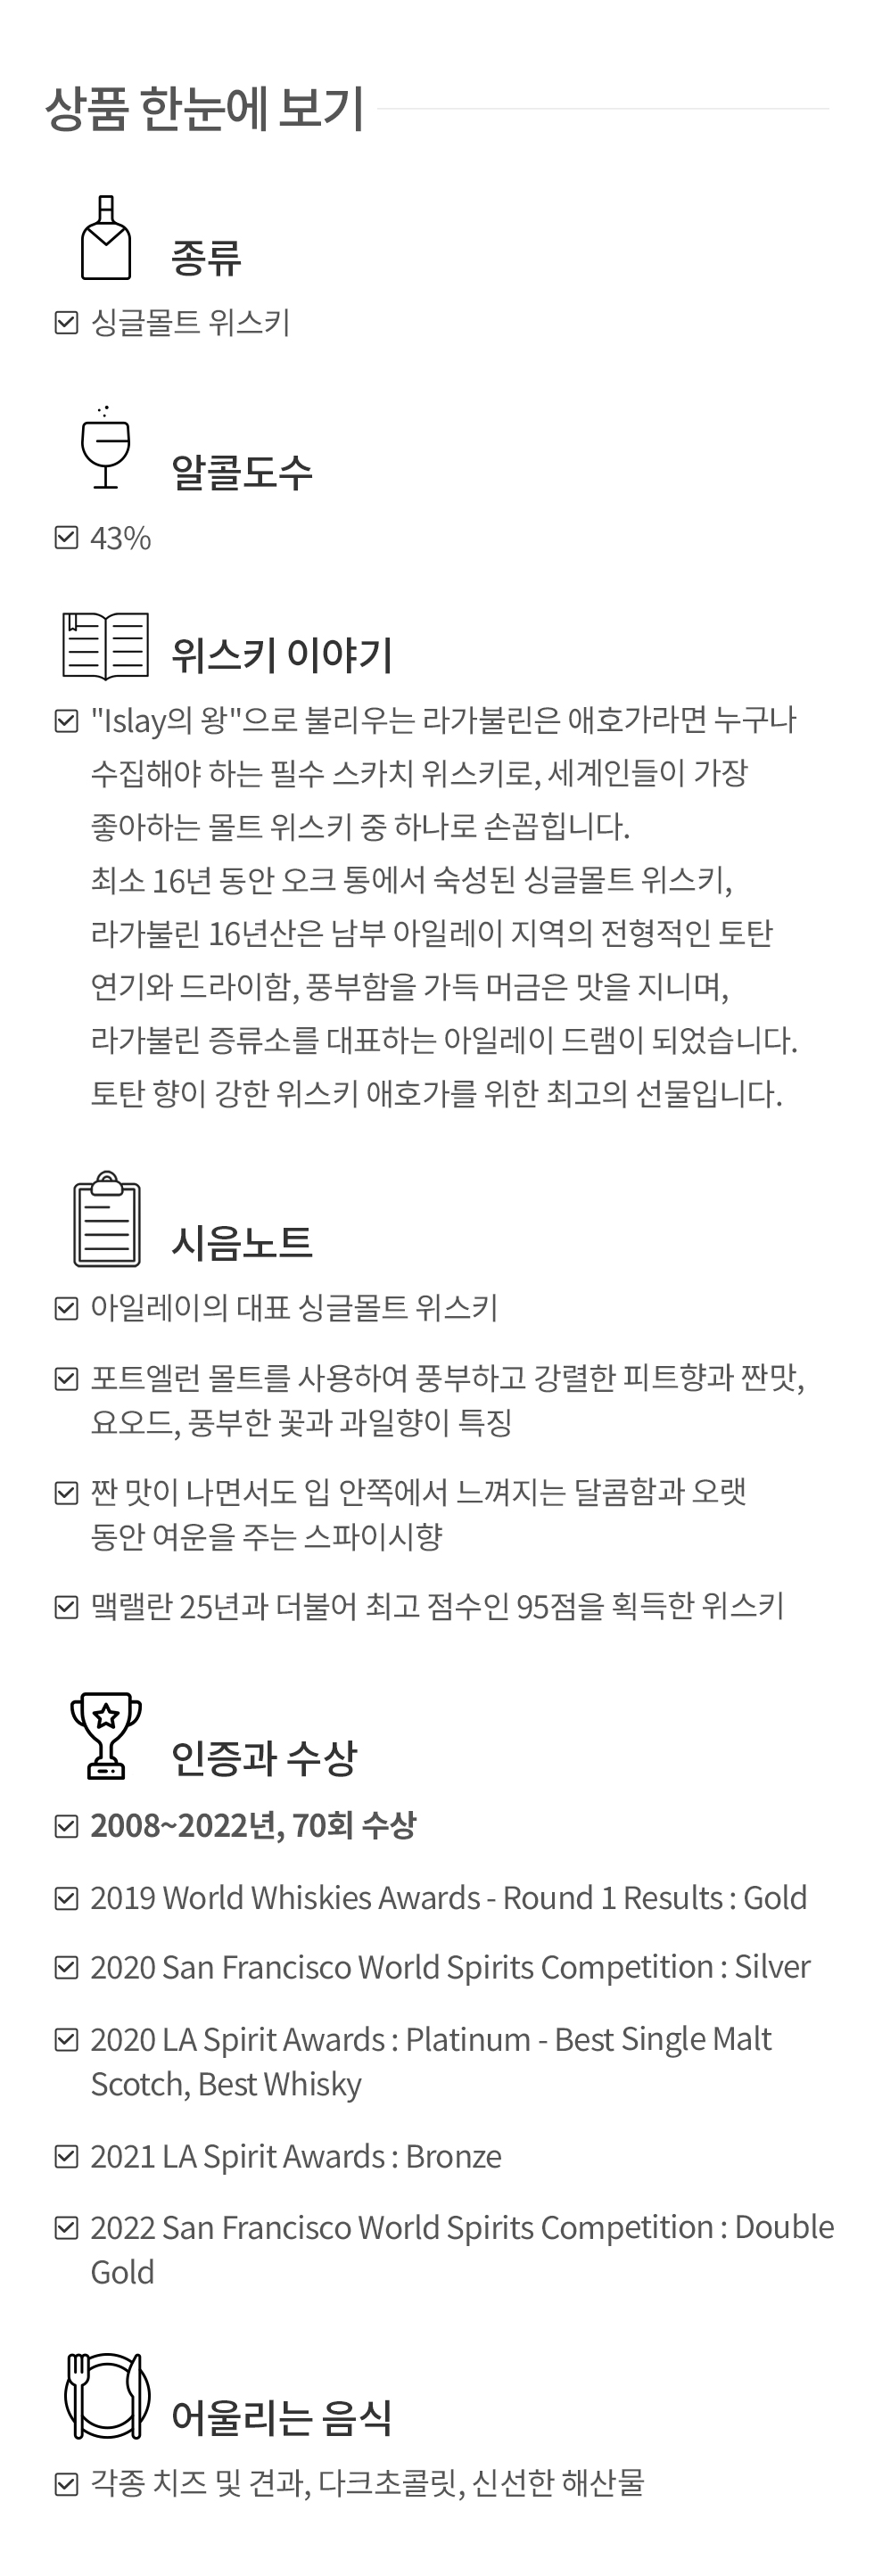 상품 한눈에 보기
종류
싱글몰트 위스키
알콜도수
43%
위스키 이야기
"Islay의 왕"으로 불리우는 라가불린은 애호가라면 누구나
수집해야 하는 필수 스카치 위스키로, 세계인들이 가장
좋아하는 몰트 위스키 중 하나로 손꼽힙니다.
최소 16년 동안 오크 통에서 숙성된 싱글몰트 위스키,
라가불린 16년산은 남부 아일레이 지역의 전형적인 토탄
연기와 드라이함, 풍부함을 가득 머금은 맛을 지니며,
라가불린 증류소를 대표하는 아일레이 드램이 되었습니다.
토탄 향이 강한 위스키 애호가를 위한 최고의 선물입니다.
시음노트
아일레이의 대표 싱글몰트 위스키
포트엘런 몰트를 사용하여 풍부하고 강렬한 피트향과 짠맛,
요오드, 풍부한 꽃과 과일향이 특징
짠 맛이 나면서도 입 안쪽에서 느껴지는 달콤함과 오랫
동안 여운을 주는 스파이시향
맼랠란 25년과 더불어 최고 점수인 95점을 획득한 위스키
인증과 수상
2008~2022년, 70회 수상
2019 World Whiskies Awards - Round 1 Results : Gold
2020 San Francisco World Spirits Competition : Silver
2020 LA Spirit Awards : Platinum - Best Single Malt
Scotch, Best Whisky
2021 LA Spirit Awards : Bronze
2022 San Francisco World Spirits Competition : Double
Gold
어울리는 음식
각종 치즈 및 견과, 다크초콜릿, 신선한 해산물